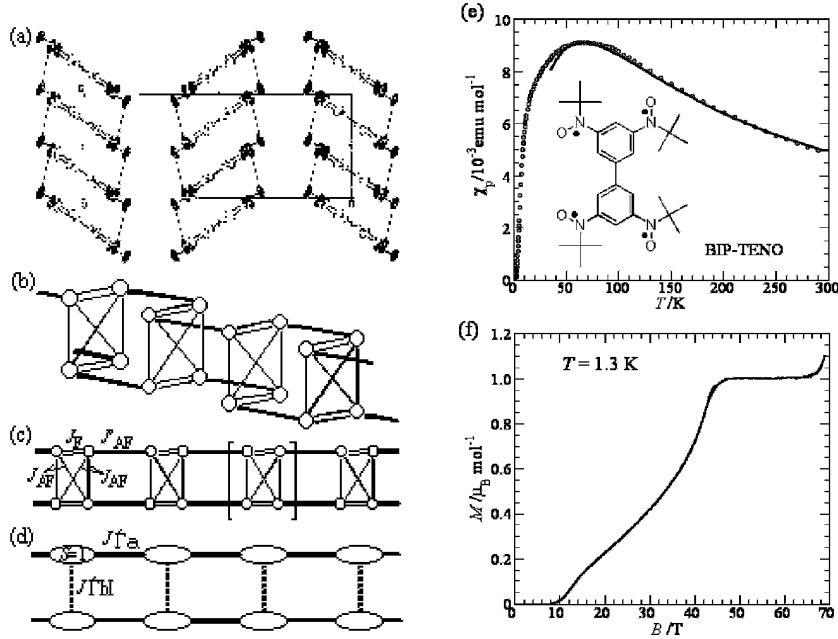 (a)
(b)
(c)
J_F J'_AF
J_AF J_AF
(d)
S=1 J↑a
J↑bl
(e)
χ_p /10⁻³ emu mol⁻¹
10
8
6
4
2
0
0 50 100 150 200 250 300
T/K
O N
N O
O N
N O
BIP-TENO
(f)
M /μ_B mol⁻¹
1.2
1.0
0.8
0.6
0.4
0.2
0
0 10 20 30 40 50 60 70
B /T
T = 1.3 K